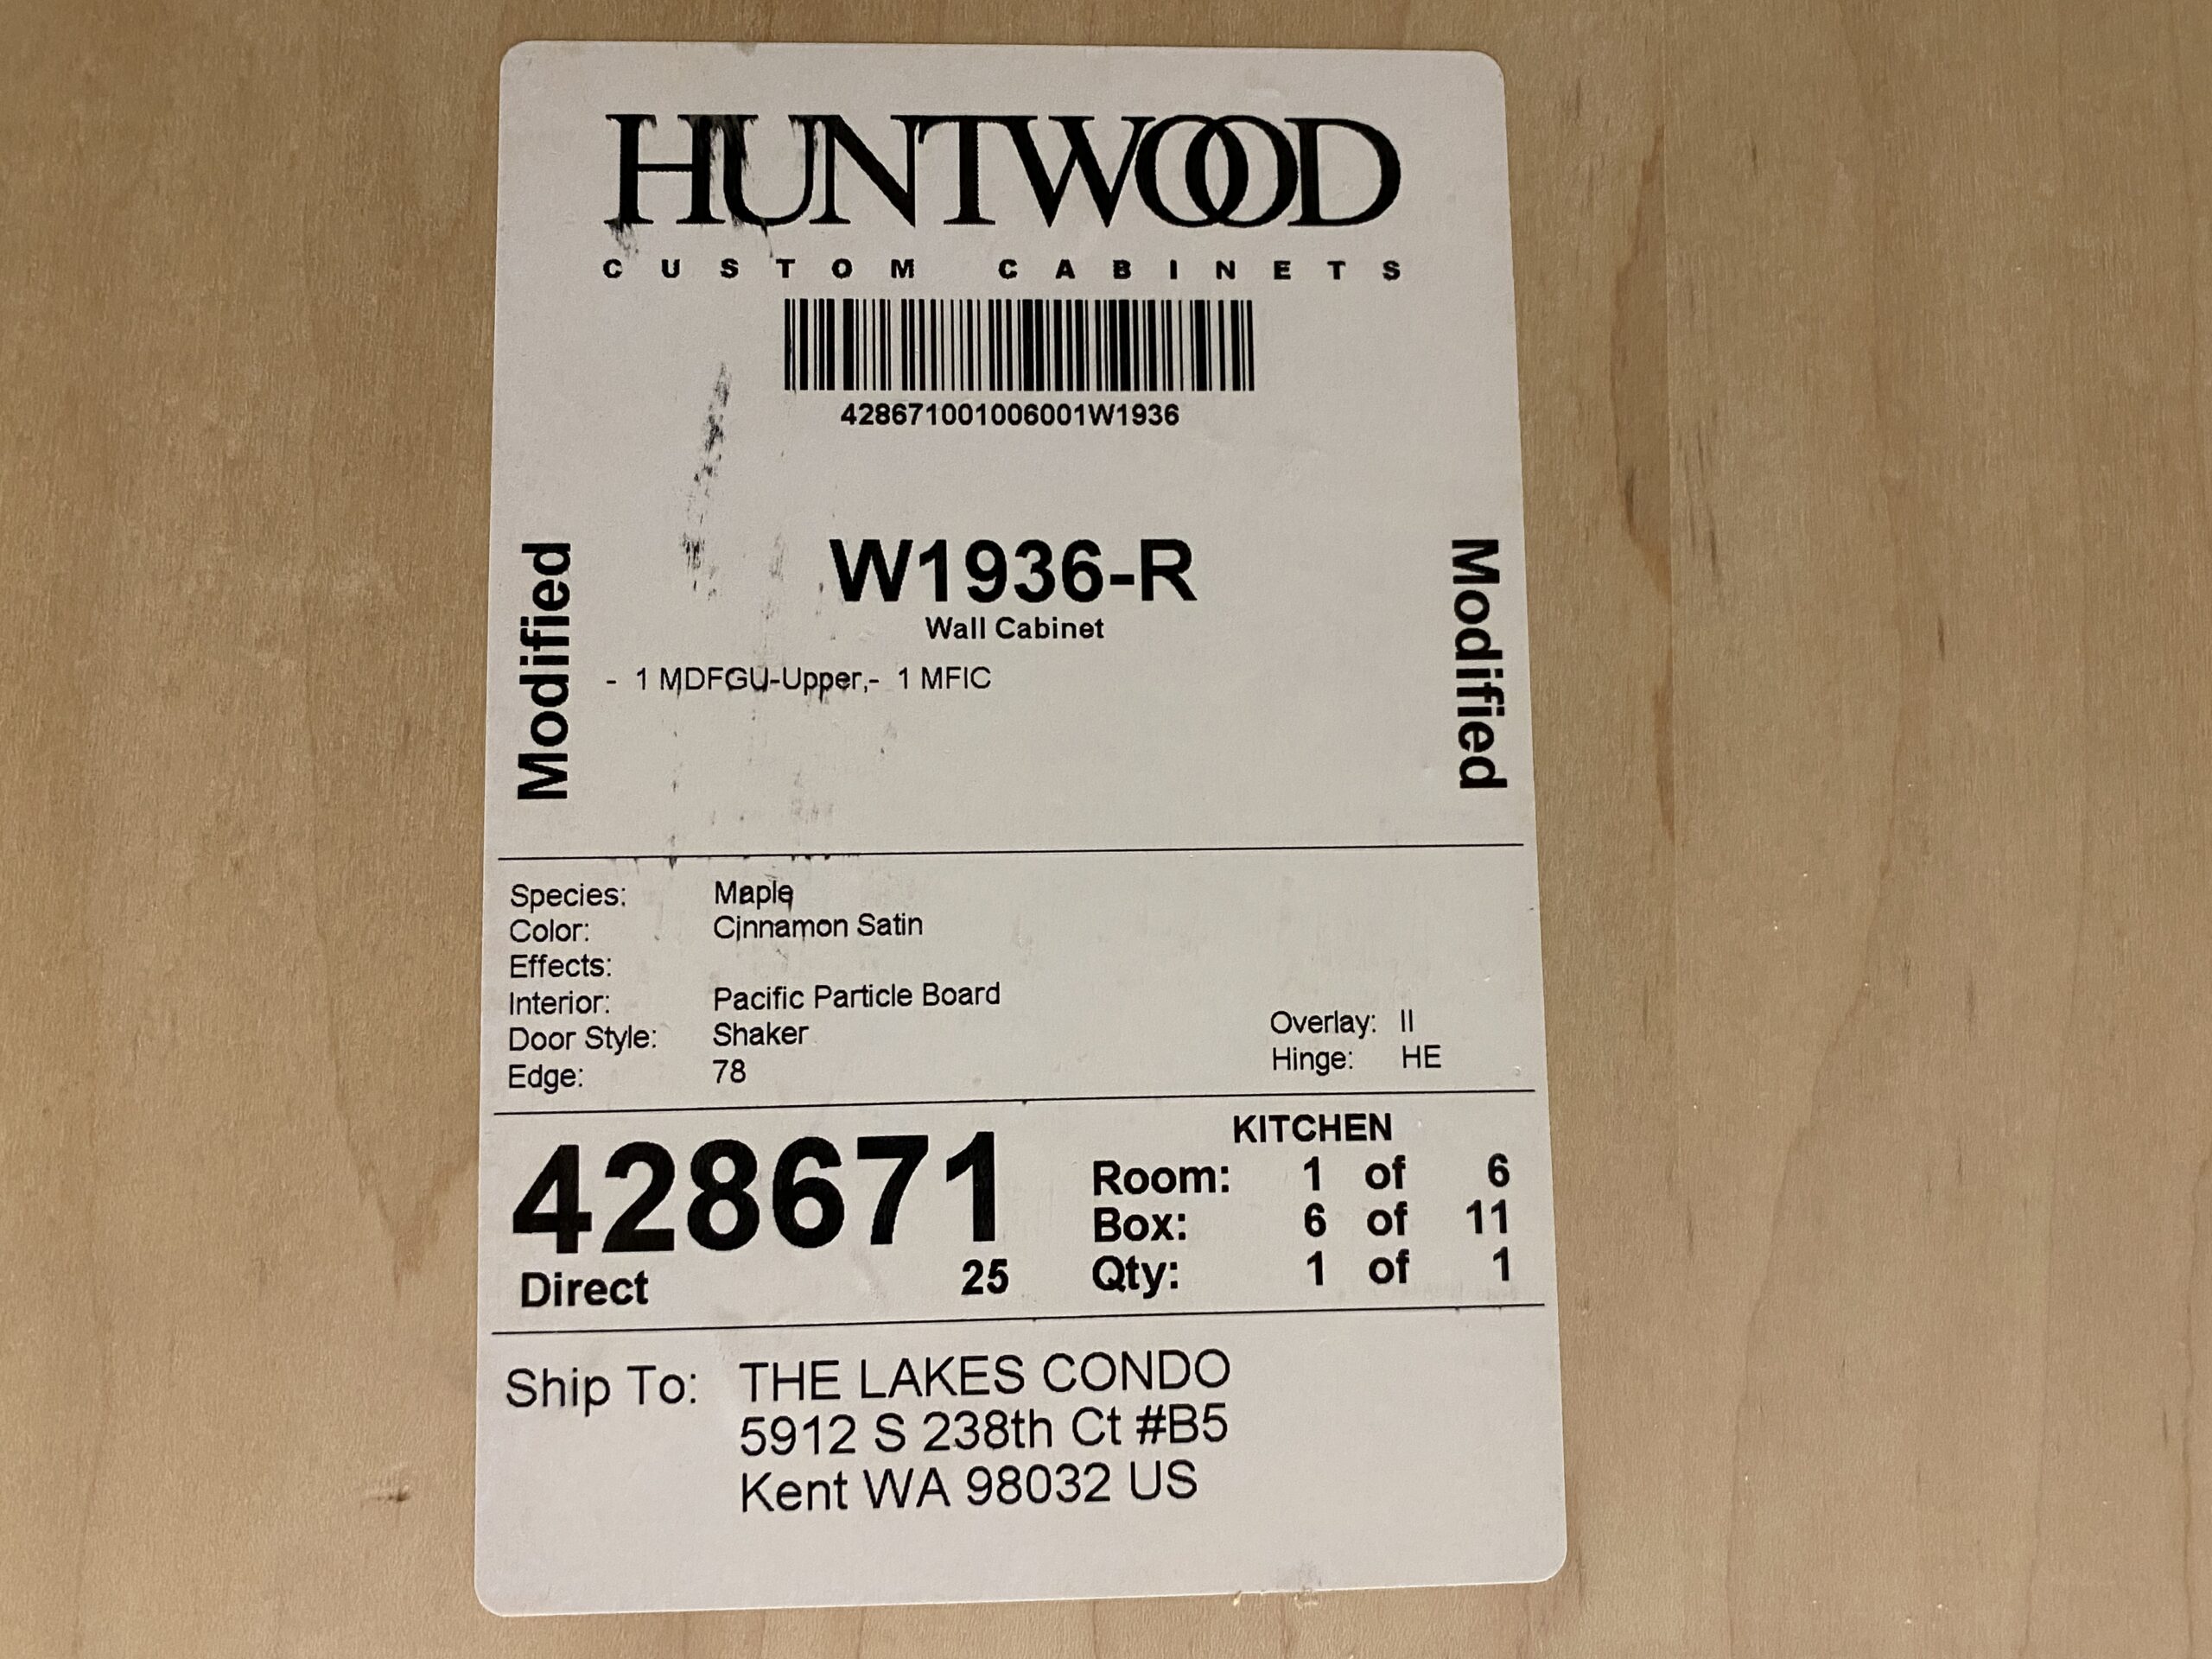 HUNTWOOD
CUSTOM CABINETS
428671001006001W1936
Modified
W1936-R
Modified
Wall Cabinet
- 1 MDFGU-Upper,- 1 MFIC
Species: Maple
Color: Cinnamon Satin
Effects:
Interior: Pacific Particle Board
Door Style: Shaker
Overlay: II
Edge: 78
Hinge: HE
428671
KITCHEN
Room: 1 of 6
Box: 6 of 11
Direct 25
Qty: 1 of 1
Ship To: THE LAKES CONDO
5912 S 238th Ct #B5
Kent WA 98032 US